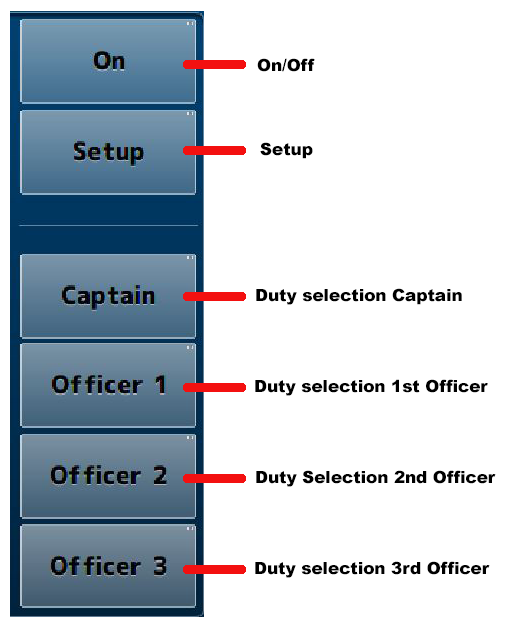 On
On/Off
Setup
Setup
Captain
Duty selection Captain
Officer 1
Duty selection 1st Officer
Officer 2
Duty Selection 2nd Officer
Officer 3
Duty selection 3rd Officer